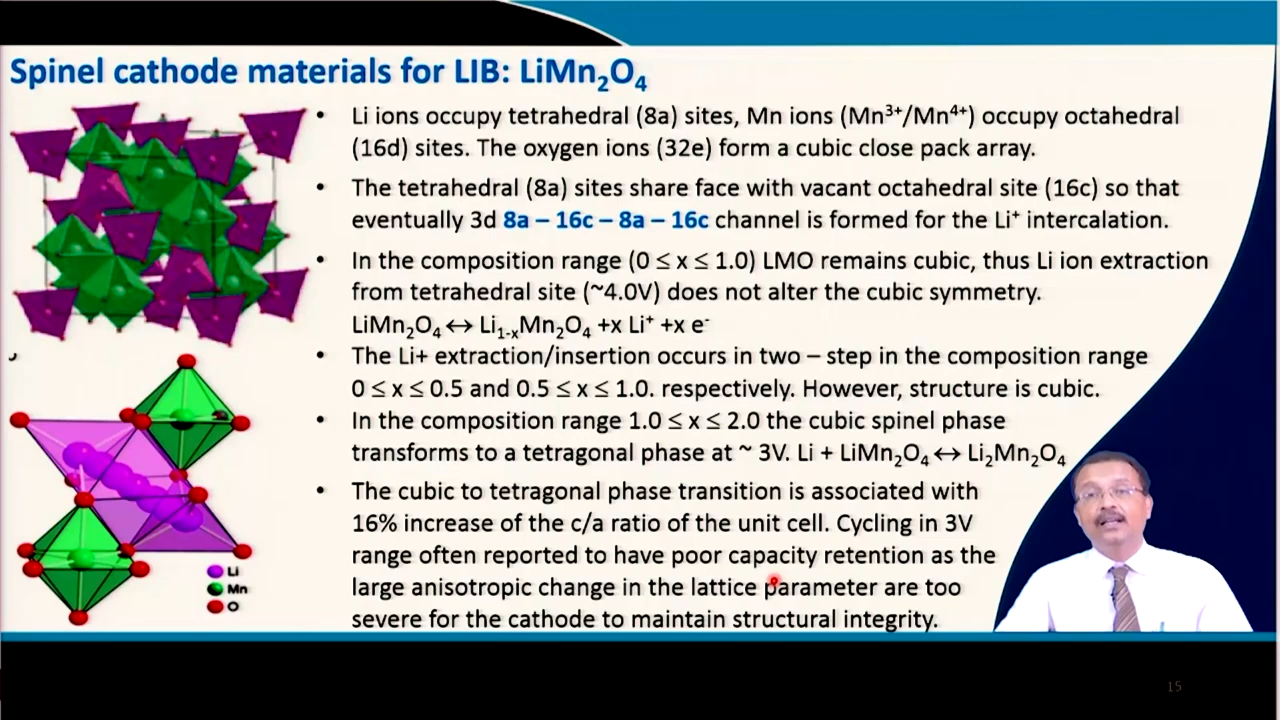 Spinel cathode materials for LIB: LiMn₂O₄
• Li ions occupy tetrahedral (8a) sites, Mn ions (Mn³⁺/Mn⁴⁺) occupy octahedral
(16d) sites. The oxygen ions (32e) form a cubic close pack array.
• The tetrahedral (8a) sites share face with vacant octahedral site (16c) so that
eventually 3d 8a – 16c – 8a – 16c channel is formed for the Li⁺ intercalation.
• In the composition range (0 ≤ x ≤ 1.0) LMO remains cubic, thus Li ion extraction
from tetrahedral site (~4.0V) does not alter the cubic symmetry.
LiMn₂O₄ ↔ Li₁₋ₓMn₂O₄ +x Li⁺ +x e⁻
• The Li+ extraction/insertion occurs in two – step in the composition range
0 ≤ x ≤ 0.5 and 0.5 ≤ x ≤ 1.0. respectively. However, structure is cubic.
• In the composition range 1.0 ≤ x ≤ 2.0 the cubic spinel phase
transforms to a tetragonal phase at ~ 3V. Li + LiMn₂O₄ ↔ Li₂Mn₂O₄
• The cubic to tetragonal phase transition is associated with
16% increase of the c/a ratio of the unit cell. Cycling in 3V
range often reported to have poor capacity retention as the
large anisotropic change in the lattice parameter are too
severe for the cathode to maintain structural integrity.
Li
Mn
O
15